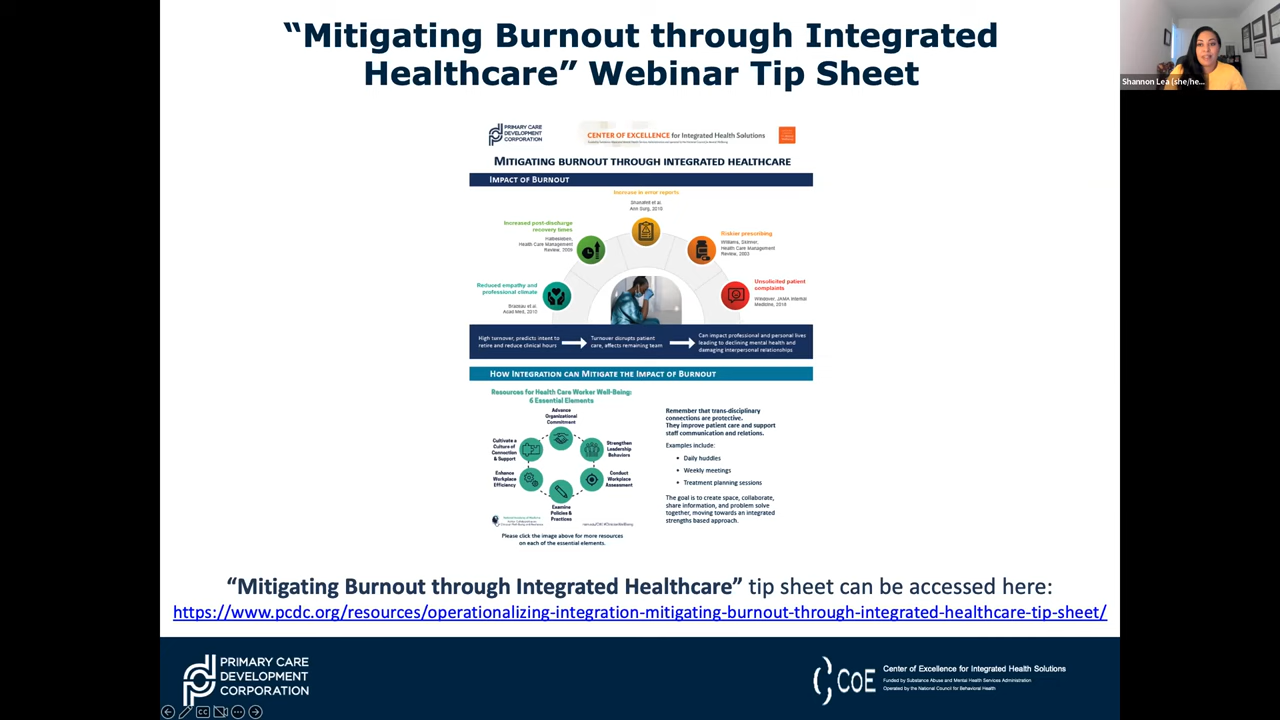 “Mitigating Burnout through Integrated
Healthcare” Webinar Tip Sheet
Shannon Lea (she/he...
PRIMARY CARE
DEVELOPMENT
CORPORATION
CENTER OF EXCELLENCE for Integrated Health Solutions
MITIGATING BURNOUT THROUGH INTEGRATED HEALTHCARE
IMPACT OF BURNOUT
Increase in error reports
Shanafelt et al.
Ann Surg, 2010
Increased post-discharge
recovery times
Halbesleben,
Health Care Management
Review, 2008
Riskier prescribing
Williams, Skinner,
Health Care Management
Review, 2003
Reduced empathy and
professional climate
Brazeau et al.
Acad Med, 2010
Unsolicited patient
complaints
Windover, JAMA Internal
Medicine, 2018
High turnover, predicts intent to
retire and reduce clinical hours
Turnover disrupts patient
care, affects remaining team
Can impact professional and personal lives
leading to declining mental health and
damaging interpersonal relationships
HOW INTEGRATION CAN MITIGATE THE IMPACT OF BURNOUT
Resources for Health Care Worker Well-Being:
6 Essential Elements
Advance
Organizational
Commitment
Strengthen
Leadership
Behaviors
Conduct
Workplace
Assessment
Examine
Policies &
Practices
Enhance
Workplace
Efficiency
Cultivate a
Culture of
Connection
& Support
Please click the image above for more resources
on each of the essential elements.
Remember that trans-disciplinary
connections are protective.
They improve patient care and support
staff communication and relations.
Examples include:
• Daily huddles
• Weekly meetings
• Treatment planning sessions
The goal is to create space, collaborate,
share information, and problem solve
together, moving towards an integrated
strengths based approach.
“Mitigating Burnout through Integrated Healthcare” tip sheet can be accessed here:
https://www.pcdc.org/resources/operationalizing-integration-mitigating-burnout-through-integrated-healthcare-tip-sheet/
PRIMARY CARE
DEVELOPMENT
CORPORATION
COE
Center of Excellence for Integrated Health Solutions
Funded by Substance Abuse and Mental Health Services Administration
Operated by the National Council for Behavioral Health
CC